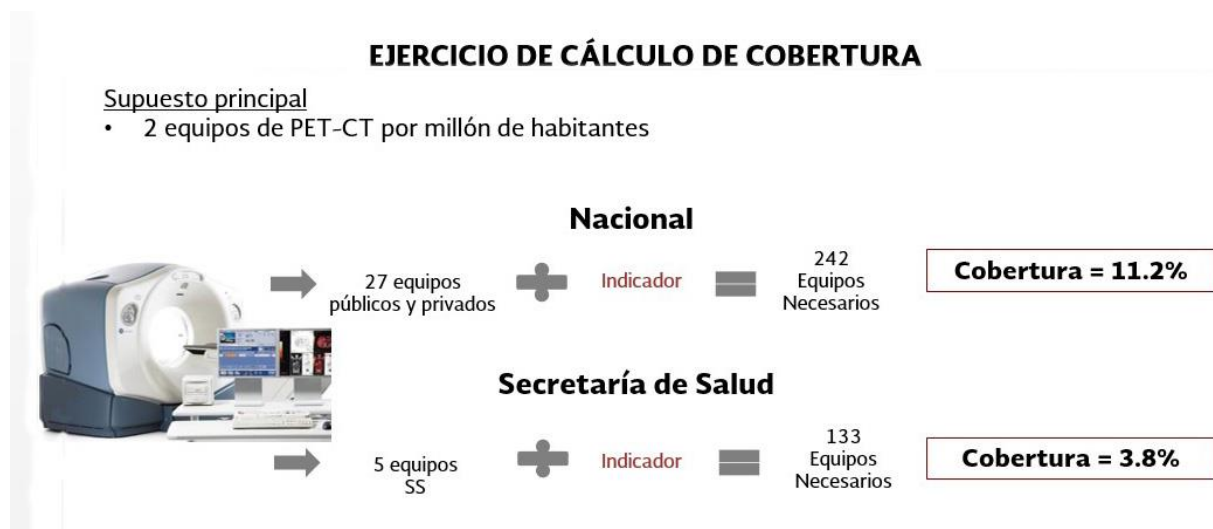 EJERCICIO DE CÁLCULO DE COBERTURA
Supuesto principal
• 2 equipos de PET-CT por millón de habitantes
Nacional
27 equipos
públicos y privados
Indicador
242
Equipos
Necesarios
Cobertura = 11.2%
Secretaría de Salud
5 equipos
SS
Indicador
133
Equipos
Necesarios
Cobertura = 3.8%